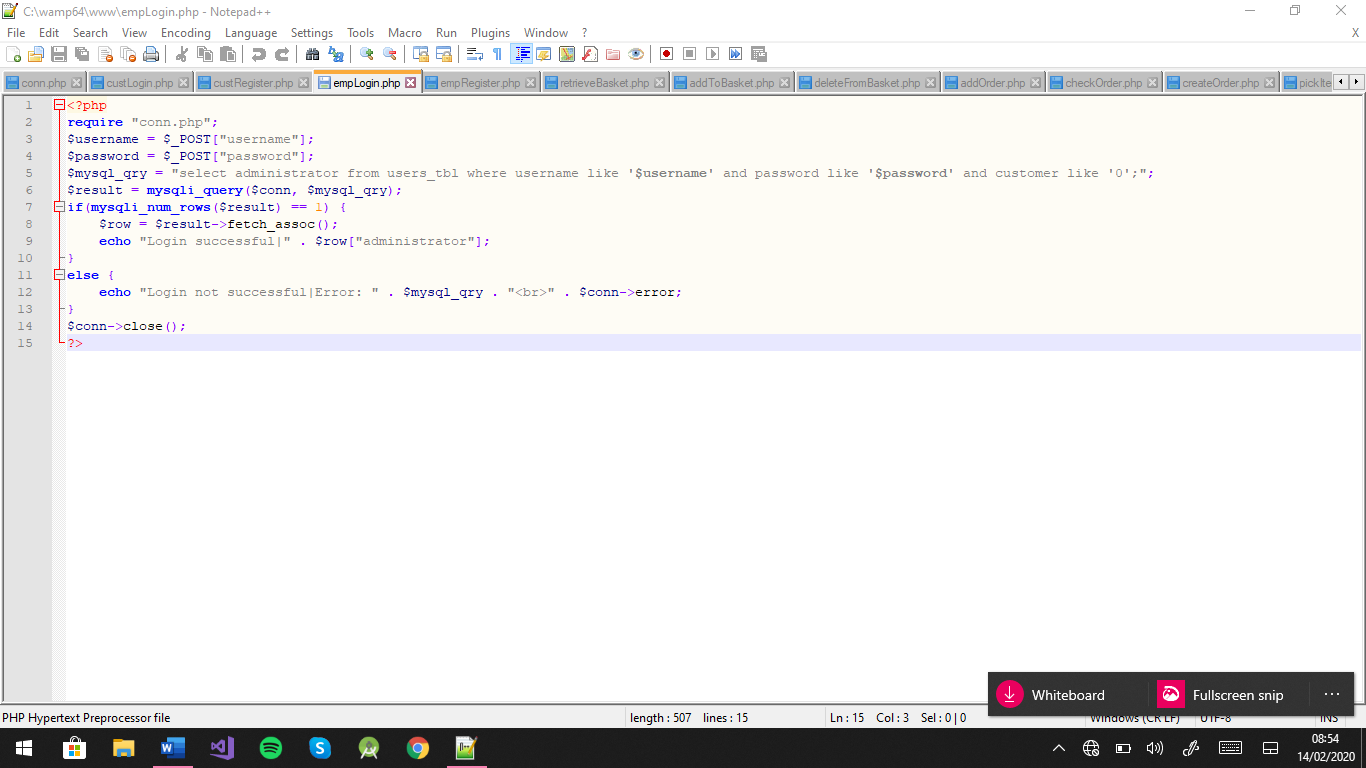 C:\wamp64\www\empLogin.php - Notepad++
File Edit Search View Encoding Language Settings Tools Macro Run Plugins Window ? X
conn.php custLogin.php custRegister.php empLogin.php empRegister.php retrieveBasket.php addToBasket.php deleteFromBasket.php addOrder.php checkOrder.php createOrder.php pickIte
1 <?php
2 require "conn.php";
3 $username = $_POST["username"];
4 $password = $_POST["password"];
5 $mysql_qry = "select administrator from users_tbl where username like '$username' and password like '$password' and customer like '0';";
6 $result = mysqli_query($conn, $mysql_qry);
7 if(mysqli_num_rows($result) == 1) {
8 $row = $result->fetch_assoc();
9 echo "Login successful|" . $row["administrator"];
10 }
11 else {
12 echo "Login not successful|Error: " . $mysql_qry . "<br>" . $conn->error;
13 }
14 $conn->close();
15 ?>
Whiteboard Fullscreen snip ...
PHP Hypertext Preprocessor file length : 507 lines : 15 Ln : 15 Col : 3 Sel : 0 | 0 Windows (CR LF) UTF-8 INS
08:54
14/02/2020